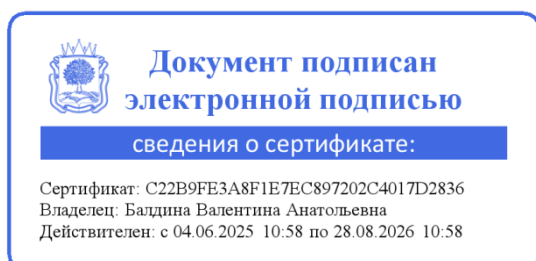 Документ подписан
электронной подписью
сведения о сертификате:
Сертификат: C22B9FE3A8F1E7EC897202C4017D2836
Владелец: Балдина Валентина Анатольевна
Действителен: с 04.06.2025 10:58 по 28.08.2026 10:58